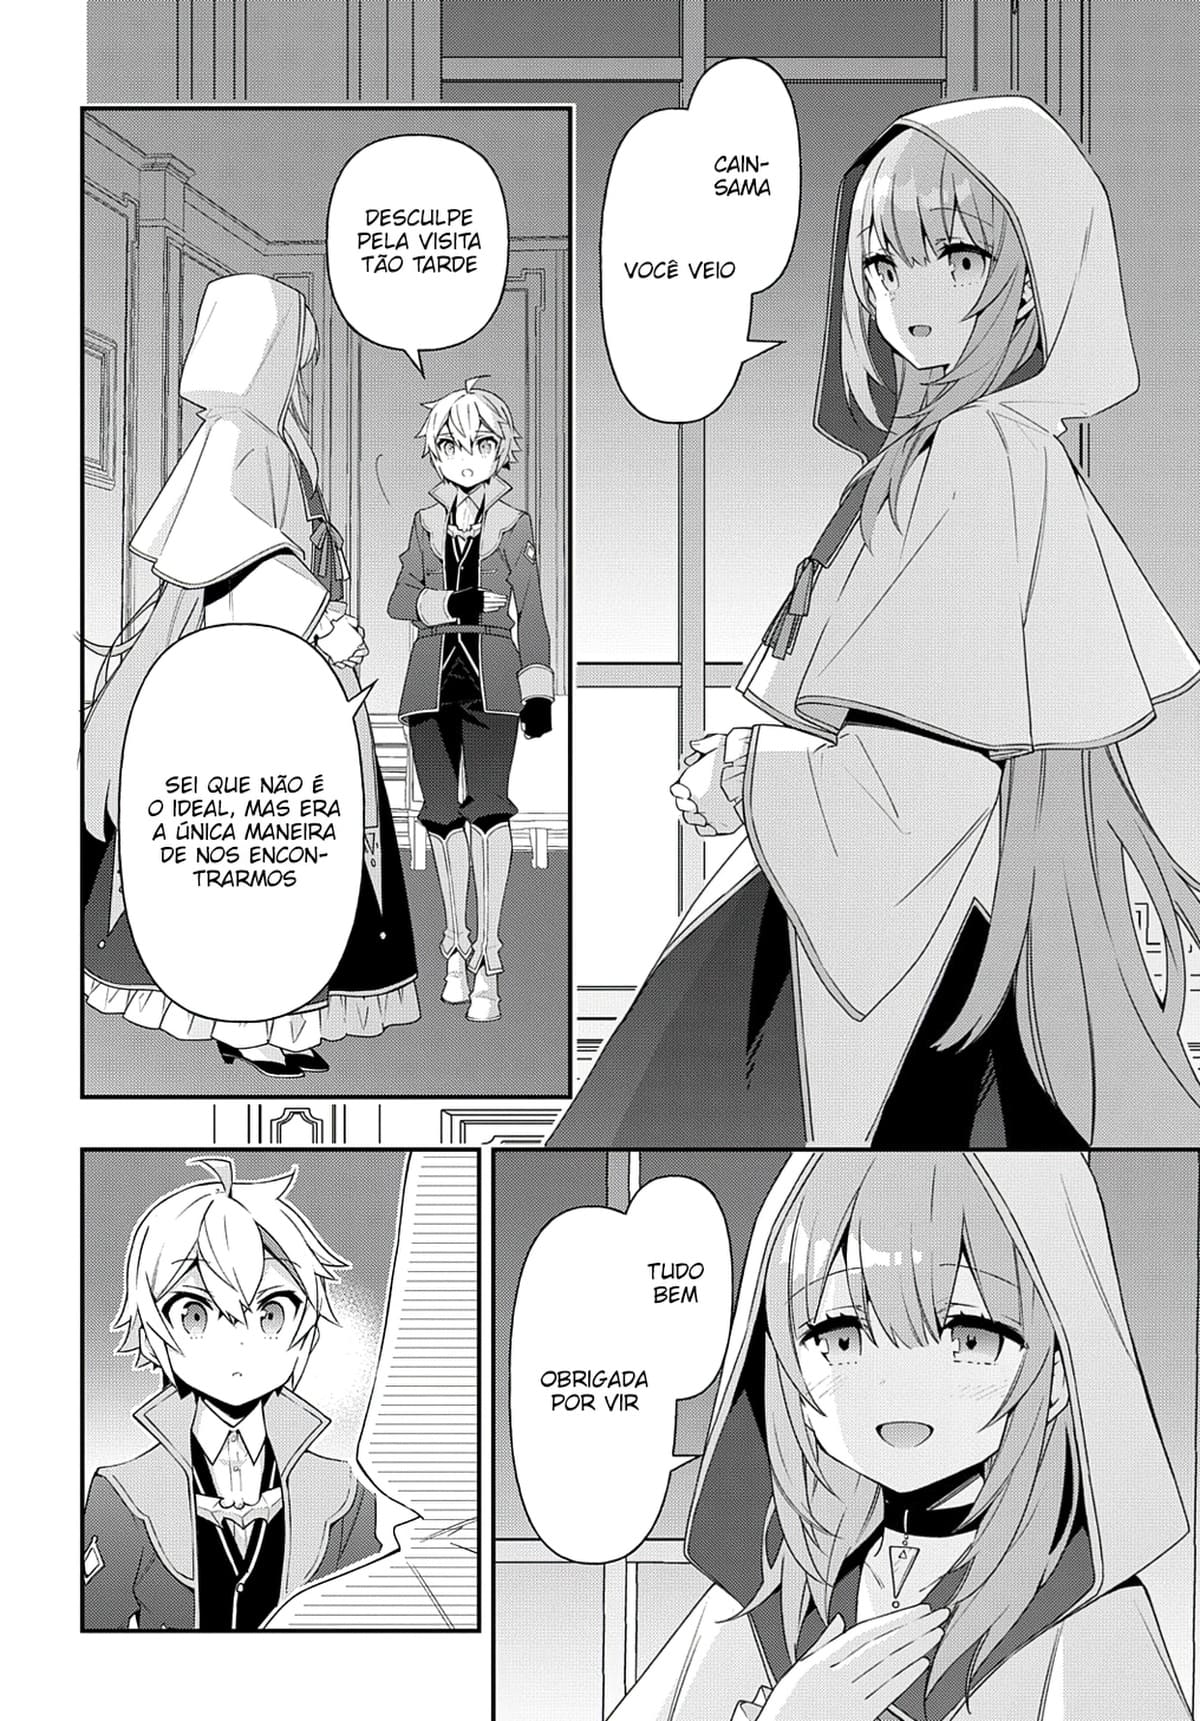 CAIN-
SAMA
VOCÊ VEIO
DESCULPE
PELA VISITA
TÃO TARDE
SEI QUE NÃO É
O IDEAL, MAS ERA
A ÚNICA MANEIRA
DE NOS ENCON-
TRARMOS
TUDO
BEM
OBRIGADA
POR VIR